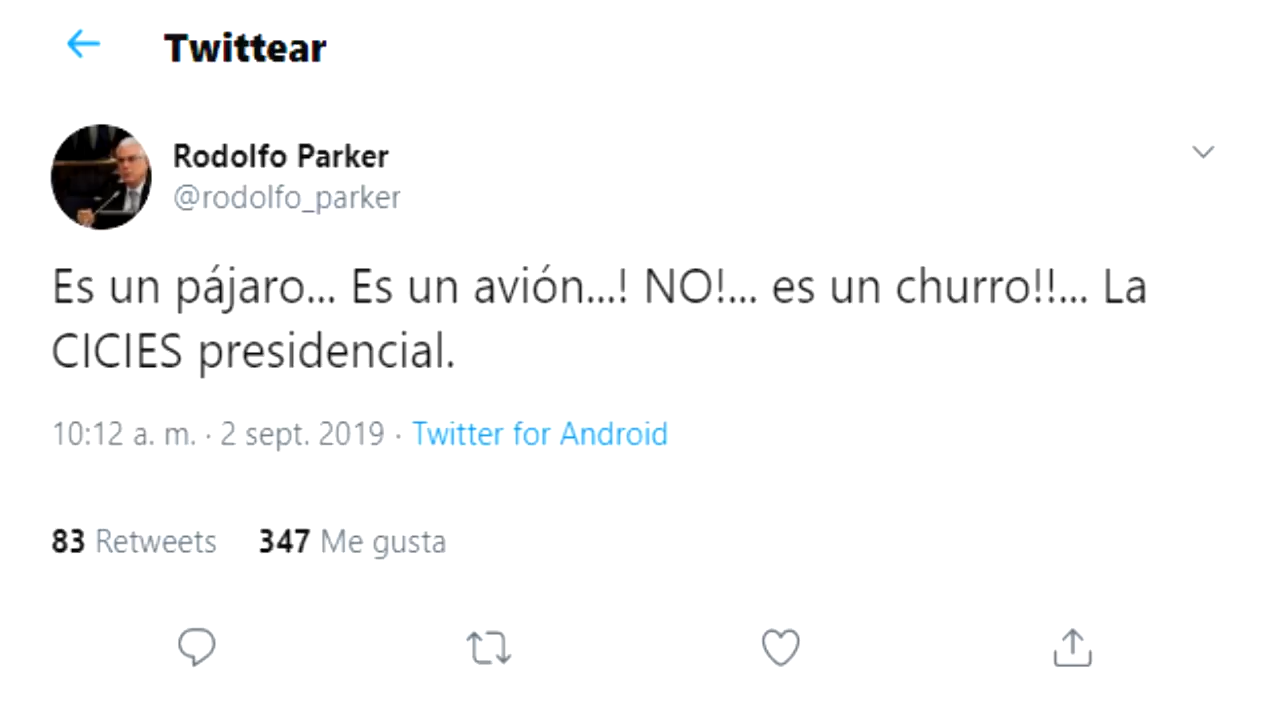 Twittear
Rodolfo Parker
@rodolfo_parker
Es un pájaro... Es un avión...! NO!... es un churro!!... La
CICIES presidencial.
10:12 a. m. · 2 sept. 2019 · Twitter for Android
83 Retweets 347 Me gusta